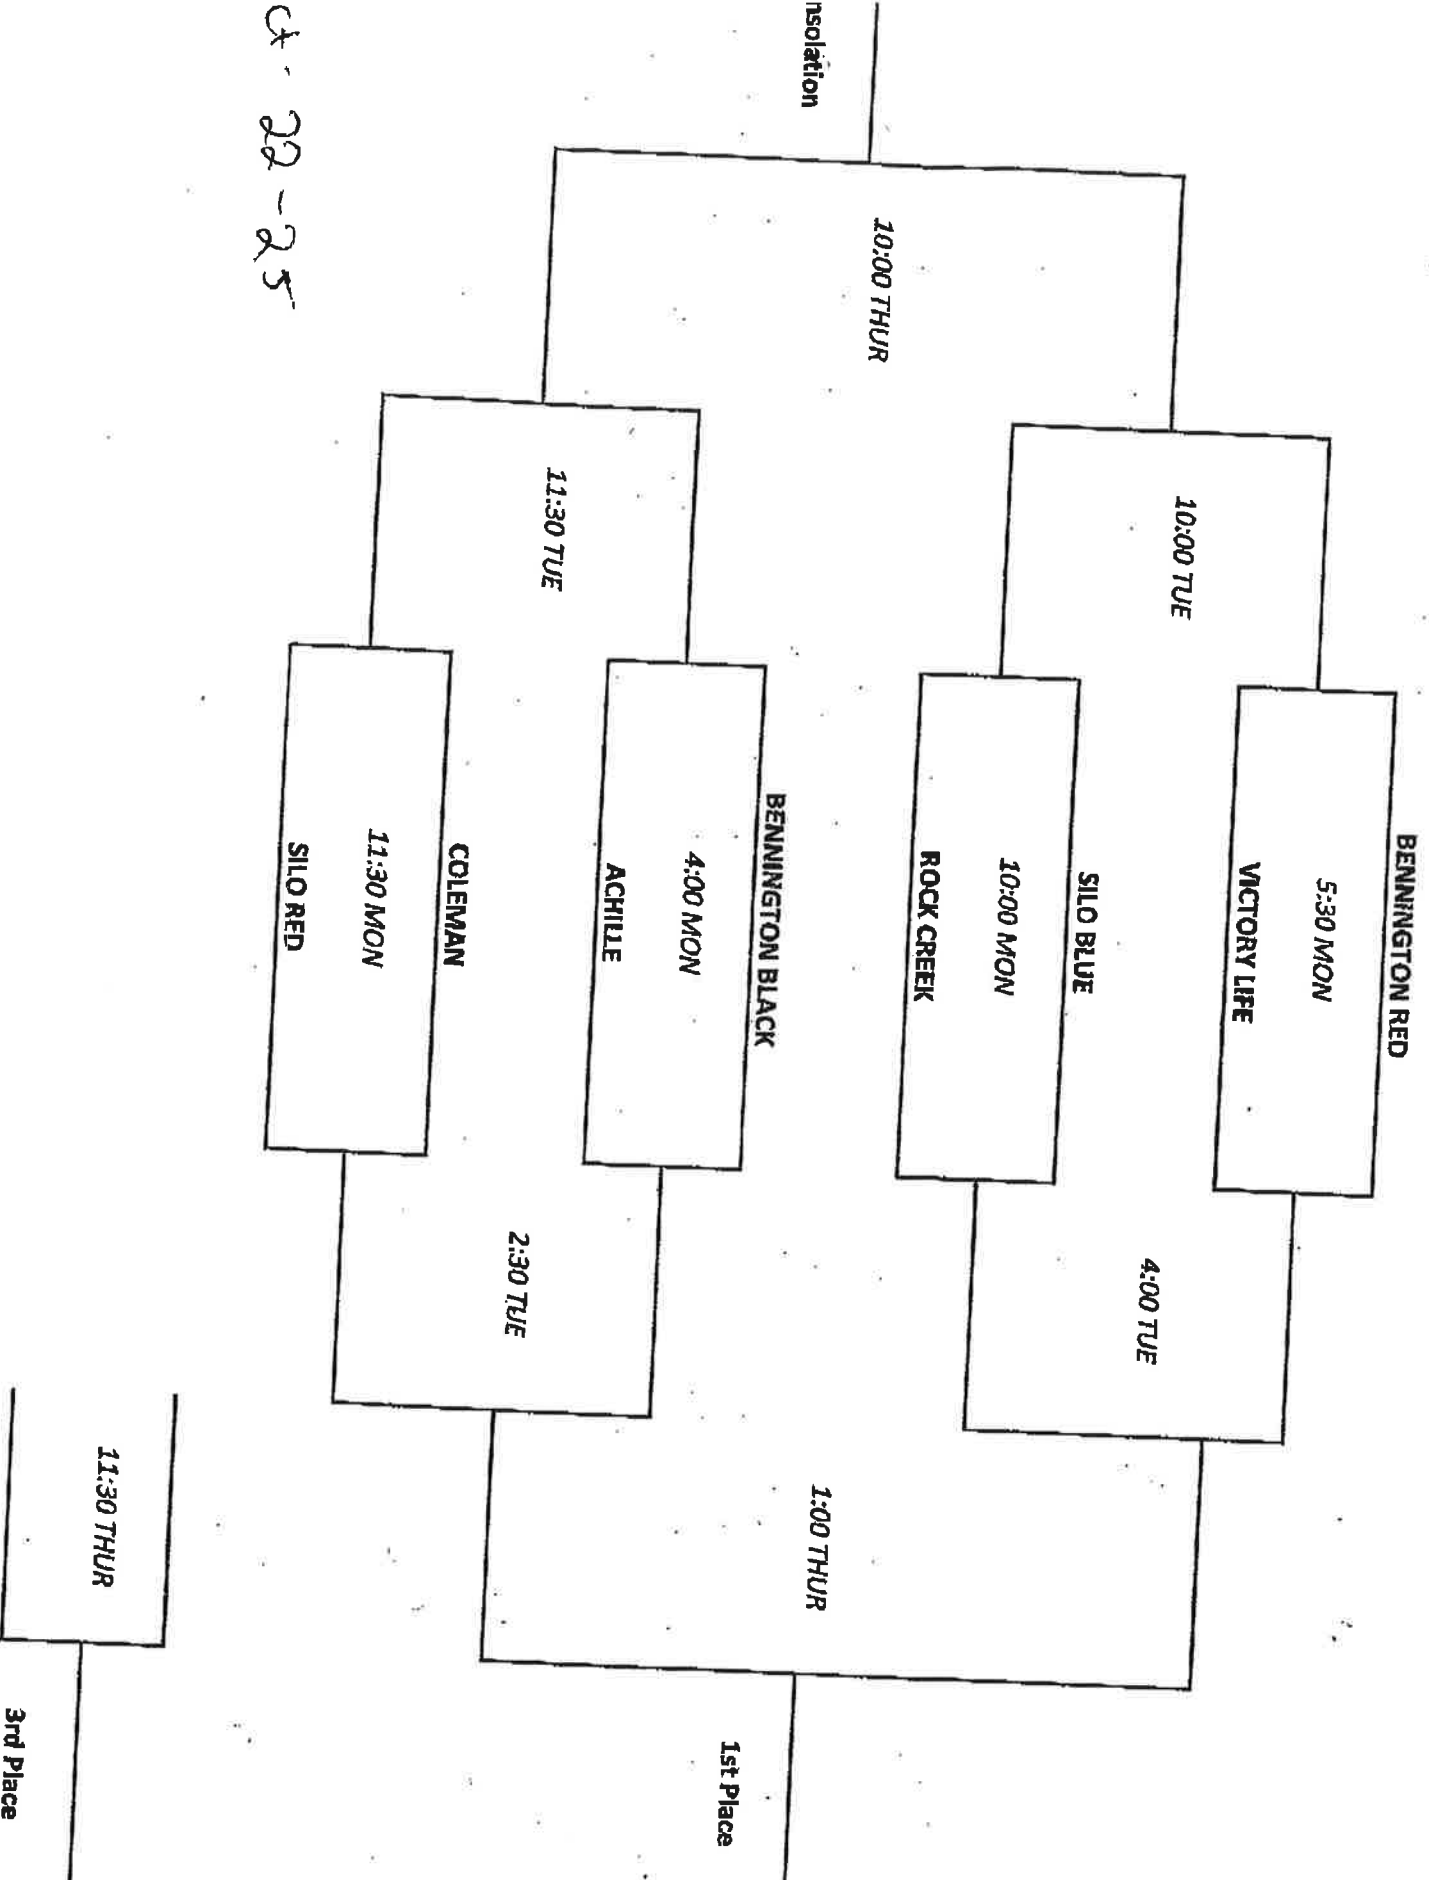 BENNINGTON RED
5:30 MON
VICTORY LIFE
10:00 TUE
4:00 TUE
SILO BLUE
10:00 MON
ROCK CREEK
10:00 THUR
1:00 THUR
nsolation
1st Place
BENNINGTON BLACK
4:00 MON
ACHILLE
11:30 TUE
2:30 TUE
COLEMAN
11:30 MON
SILO RED
ct. 22-25
11:30 THUR
3rd Place